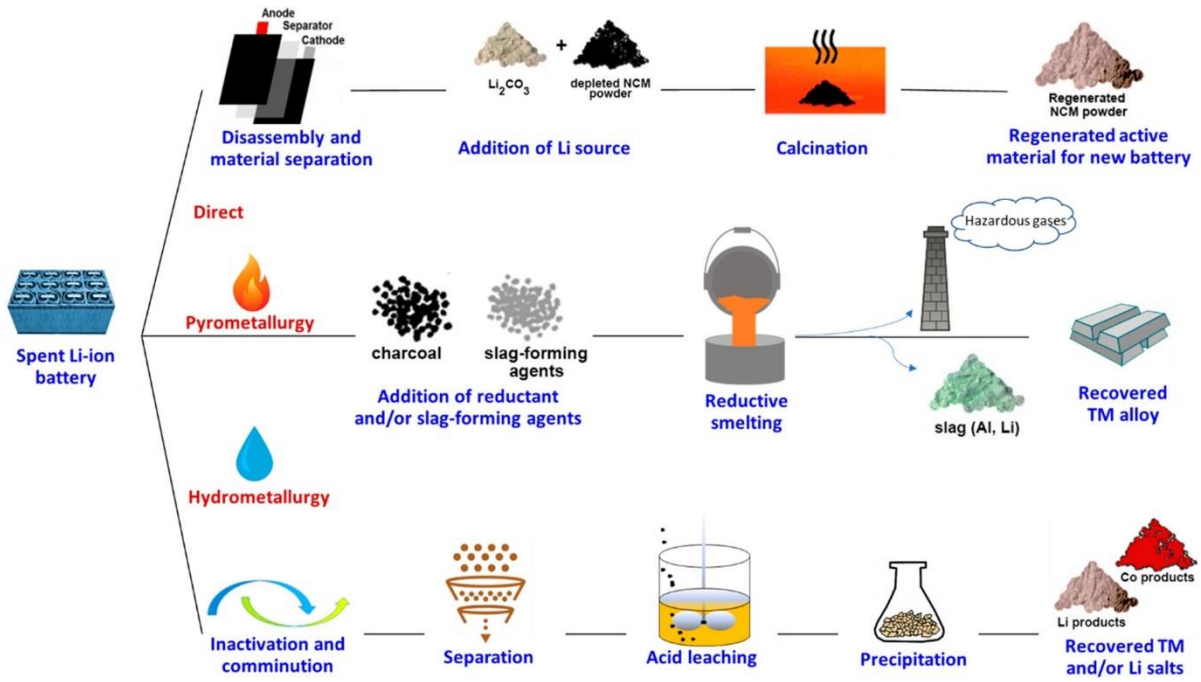 Anode
Separator
Cathode
Disassembly and
material separation
+
Li₂CO₃
depleted NCM
powder
Addition of Li source
Calcination
Regenerated
NCM powder
Regenerated active
material for new battery
Direct
Spent Li-ion
battery
Pyrometallurgy
charcoal
slag-forming
agents
Addition of reductant
and/or slag-forming agents
Reductive
smelting
Hazardous gases
slag (Al, Li)
Recovered
TM alloy
Hydrometallurgy
Inactivation and
comminution
Separation
Acid leaching
Precipitation
Co products
Li products
Recovered TM
and/or Li salts